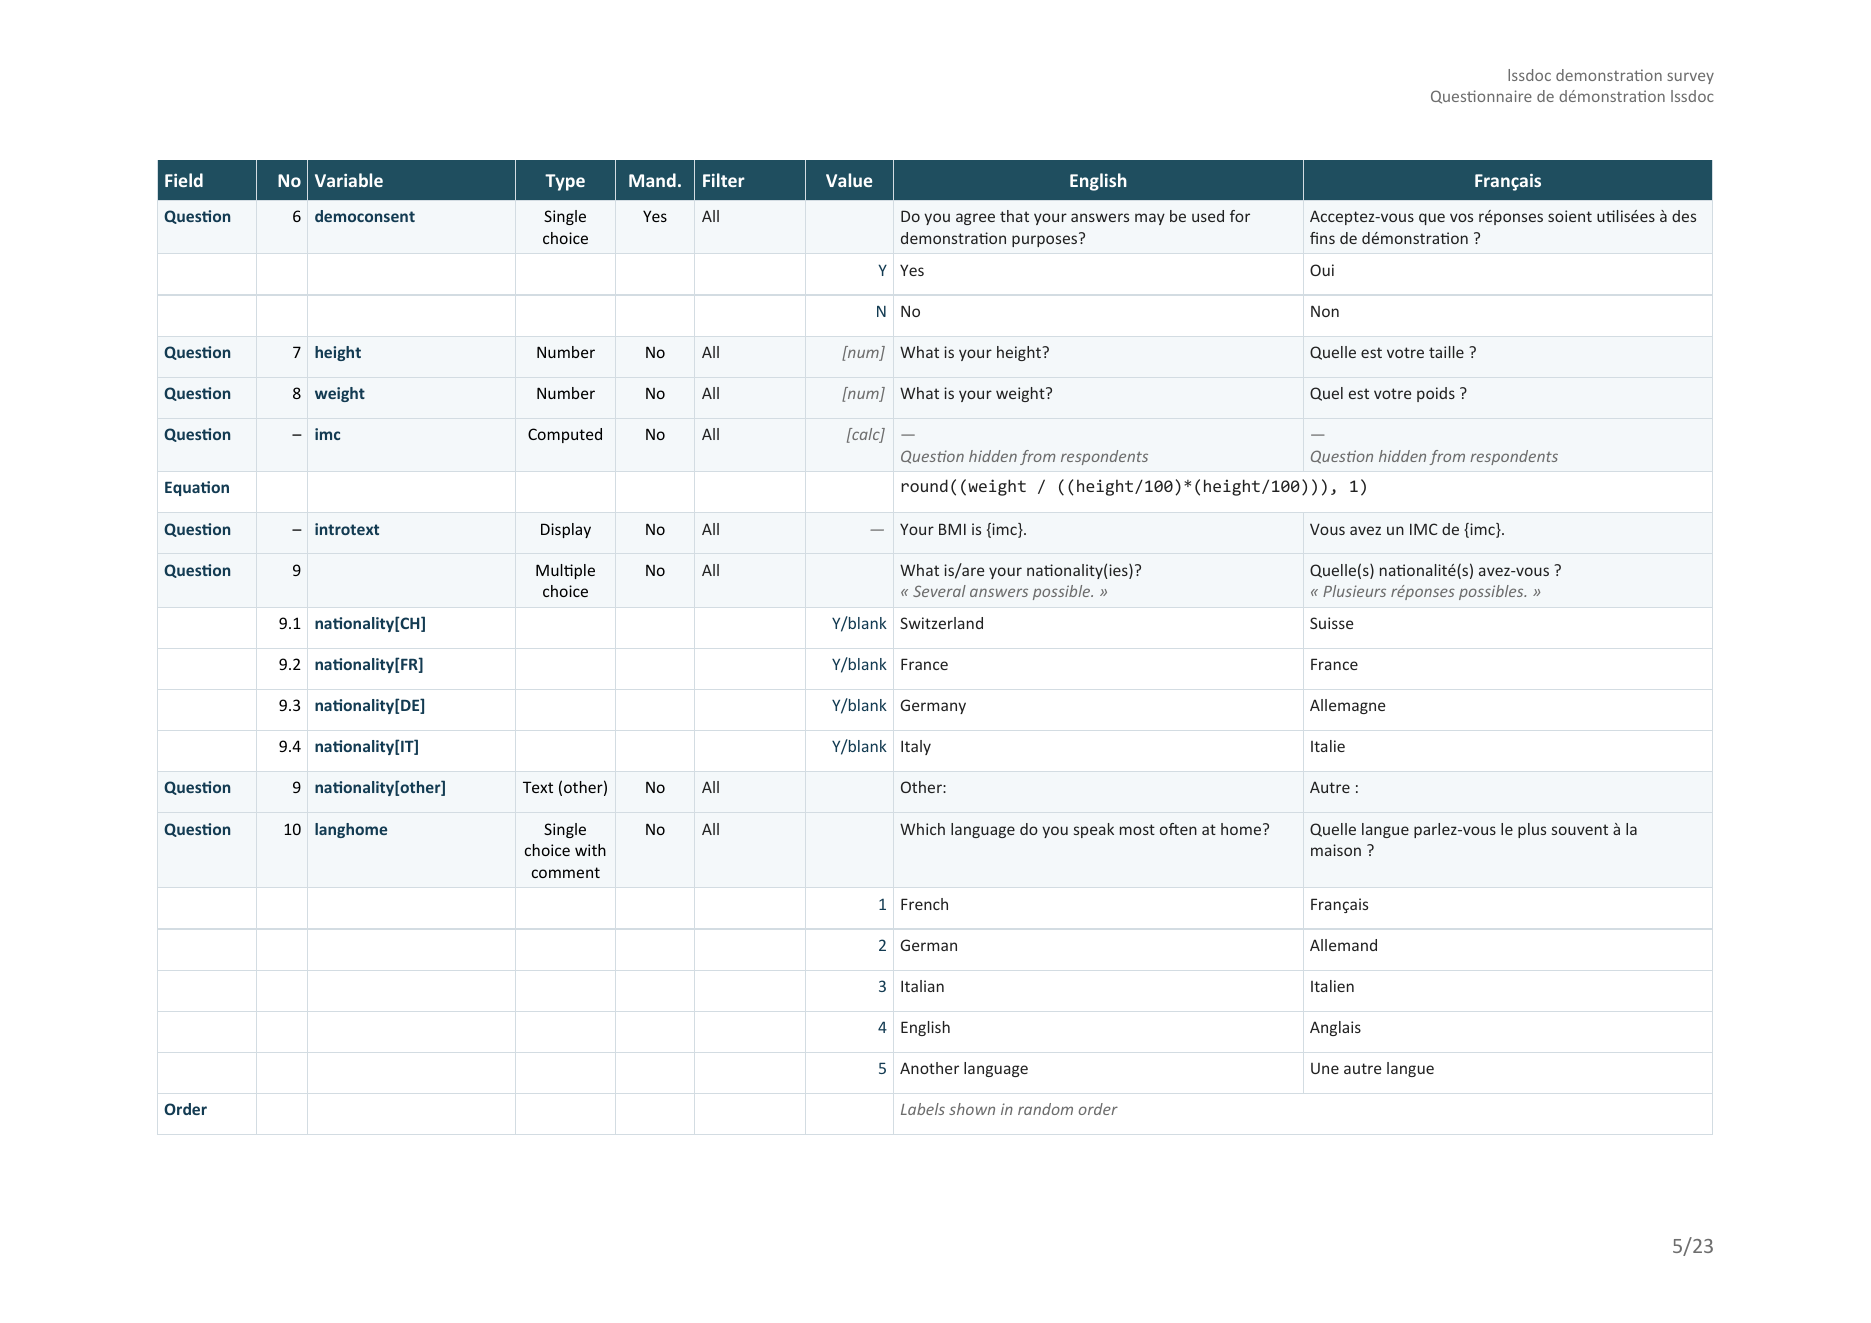 lssdoc demonstration survey
Questionnaire de démonstration lssdoc
Field No Variable Type Mand. Filter Value English Français
Question 6 democonsent Single choice Yes All Do you agree that your answers may be used for demonstration purposes? Acceptez-vous que vos réponses soient utilisées à des fins de démonstration ?
Y Yes Oui
N No Non
Question 7 height Number No All [num] What is your height? Quelle est votre taille ?
Question 8 weight Number No All [num] What is your weight? Quel est votre poids ?
Question – imc Computed No All [calc] — Question hidden from respondents — Question hidden from respondents
Equation round((weight / ((height/100)*(height/100))), 1)
Question – introtext Display No All — Your BMI is {imc}. Vous avez un IMC de {imc}.
Question 9 Multiple choice No All What is/are your nationality(ies)? « Several answers possible. » Quelle(s) nationalité(s) avez-vous ? « Plusieurs réponses possibles. »
9.1 nationality[CH] Y/blank Switzerland Suisse
9.2 nationality[FR] Y/blank France France
9.3 nationality[DE] Y/blank Germany Allemagne
9.4 nationality[IT] Y/blank Italy Italie
Question 9 nationality[other] Text (other) No All Other: Autre :
Question 10 langhome Single choice with comment No All Which language do you speak most often at home? Quelle langue parlez-vous le plus souvent à la maison ?
1 French Français
2 German Allemand
3 Italian Italien
4 English Anglais
5 Another language Une autre langue
Order Labels shown in random order
5/23